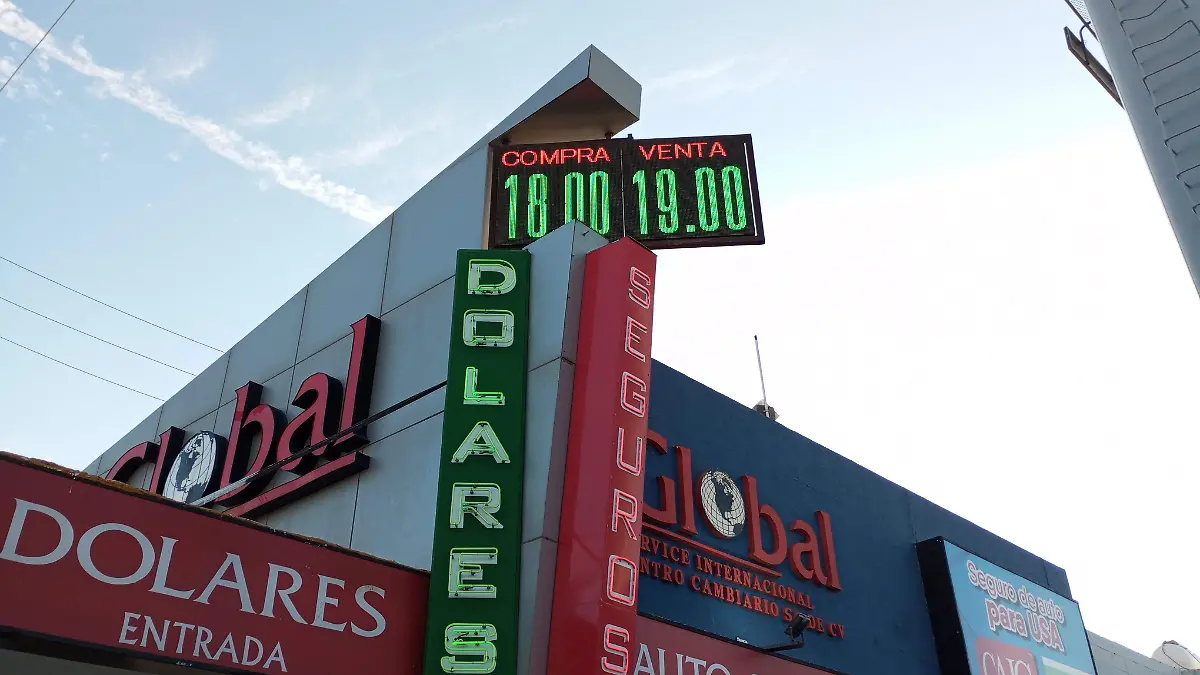 COMPRA VENTA
18.00 19.00
DOLARES
SEGUROS
Global
DOLARES
ENTRADA
Global
SERVICE INTERNACIONAL
CENTRO CAMBIARIO SA DE CV
AUTO
Seguro de auto
para USA